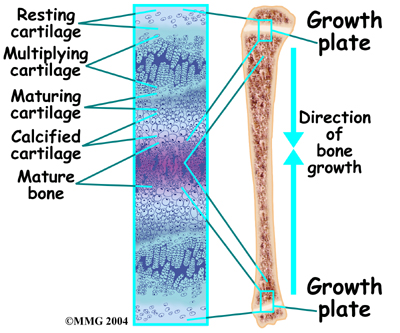 Resting
cartilage
Multiplying
cartilage
Maturing
cartilage
Calcified
cartilage
Mature
bone
Growth
plate
Direction
of
bone
growth
Growth
plate
©MMG 2004